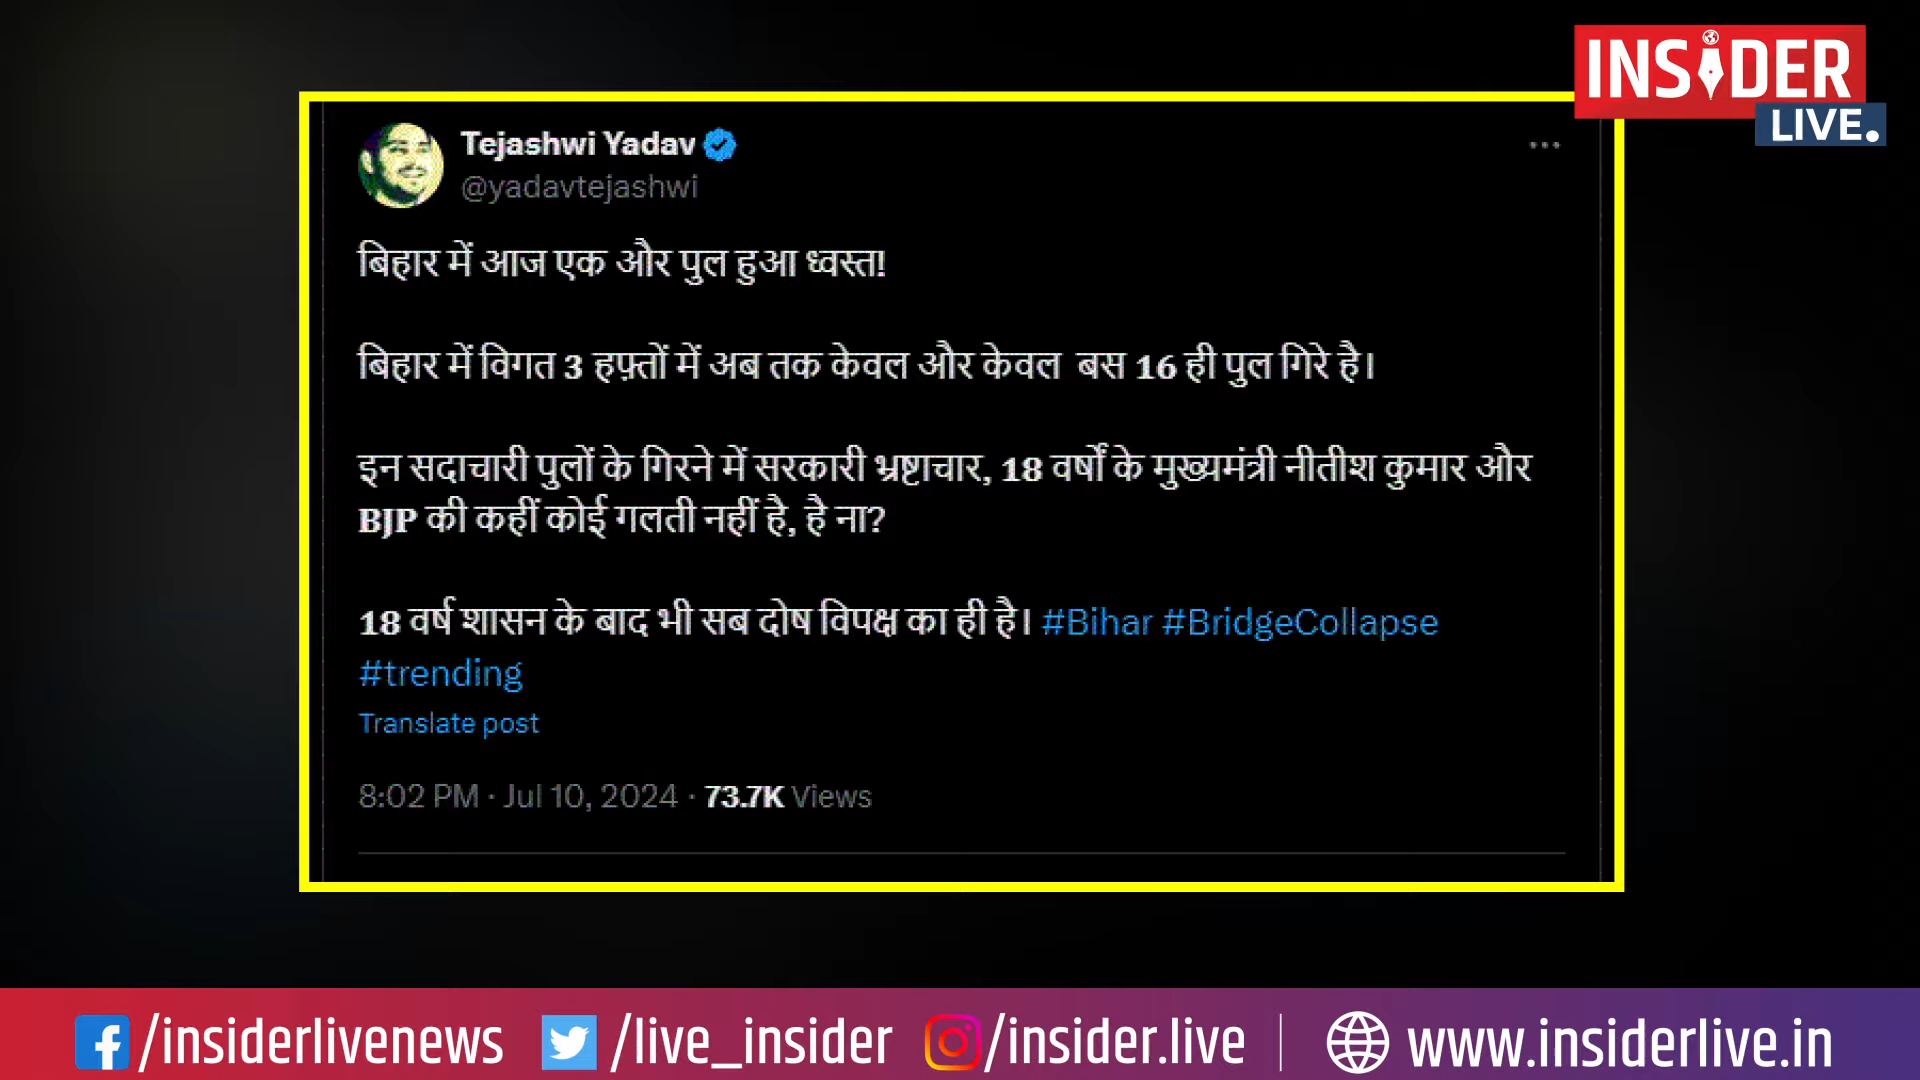 INSiDER
LIVE.
Tejashwi Yadav
@yadavtejashwi
बिहार में आज एक और पुल हुआ ध्वस्त!
बिहार में विगत 3 हफ़्तों में अब तक केवल और केवल बस 16 ही पुल गिरे है।
इन सदाचारी पुलों के गिरने में सरकारी भ्रष्टाचार, 18 वर्षों के मुख्यमंत्री नीतीश कुमार और
BJP की कहीं कोई गलती नहीं है, है ना?
18 वर्ष शासन के बाद भी सब दोष विपक्ष का ही है। #Bihar #BridgeCollapse
#trending
Translate post
8:02 PM · Jul 10, 2024 · 73.7K Views
/insiderlivenews /live_insider /insider.live | www.insiderlive.in